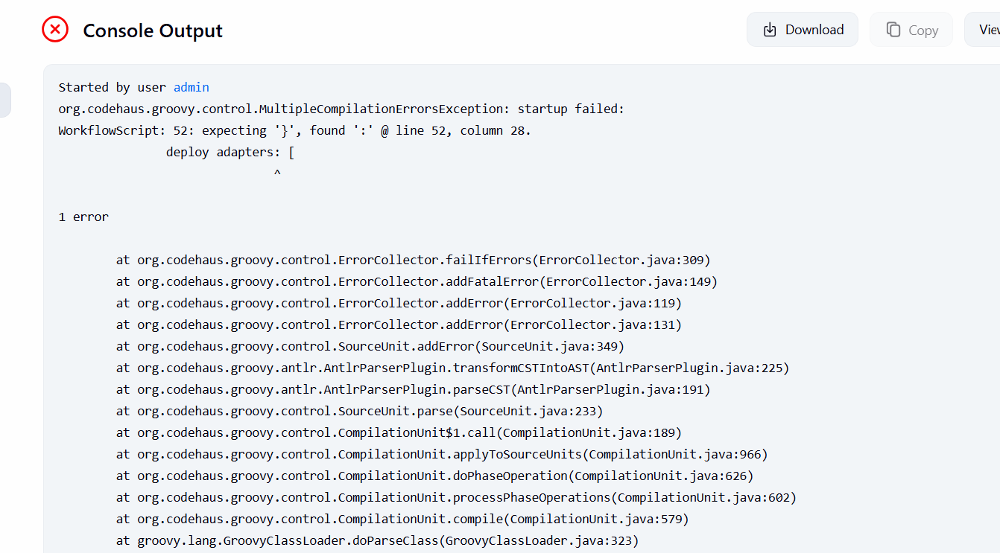 Console Output
Download
Copy
View
Started by user admin
org.codehaus.groovy.control.MultipleCompilationErrorsException: startup failed:
WorkflowScript: 52: expecting '}', found ':' @ line 52, column 28.
deploy adapters: [
^
1 error
at org.codehaus.groovy.control.ErrorCollector.failIfErrors(ErrorCollector.java:309)
at org.codehaus.groovy.control.ErrorCollector.addFatalError(ErrorCollector.java:149)
at org.codehaus.groovy.control.ErrorCollector.addError(ErrorCollector.java:119)
at org.codehaus.groovy.control.ErrorCollector.addError(ErrorCollector.java:131)
at org.codehaus.groovy.control.SourceUnit.addError(SourceUnit.java:349)
at org.codehaus.groovy.antlr.AntlrParserPlugin.transformCSTIntoAST(AntlrParserPlugin.java:225)
at org.codehaus.groovy.antlr.AntlrParserPlugin.parseCST(AntlrParserPlugin.java:191)
at org.codehaus.groovy.control.SourceUnit.parse(SourceUnit.java:233)
at org.codehaus.groovy.control.CompilationUnit$1.call(CompilationUnit.java:189)
at org.codehaus.groovy.control.CompilationUnit.applyToSourceUnits(CompilationUnit.java:966)
at org.codehaus.groovy.control.CompilationUnit.doPhaseOperation(CompilationUnit.java:626)
at org.codehaus.groovy.control.CompilationUnit.processPhaseOperations(CompilationUnit.java:602)
at org.codehaus.groovy.control.CompilationUnit.compile(CompilationUnit.java:579)
at groovy.lang.GroovyClassLoader.doParseClass(GroovyClassLoader.java:323)